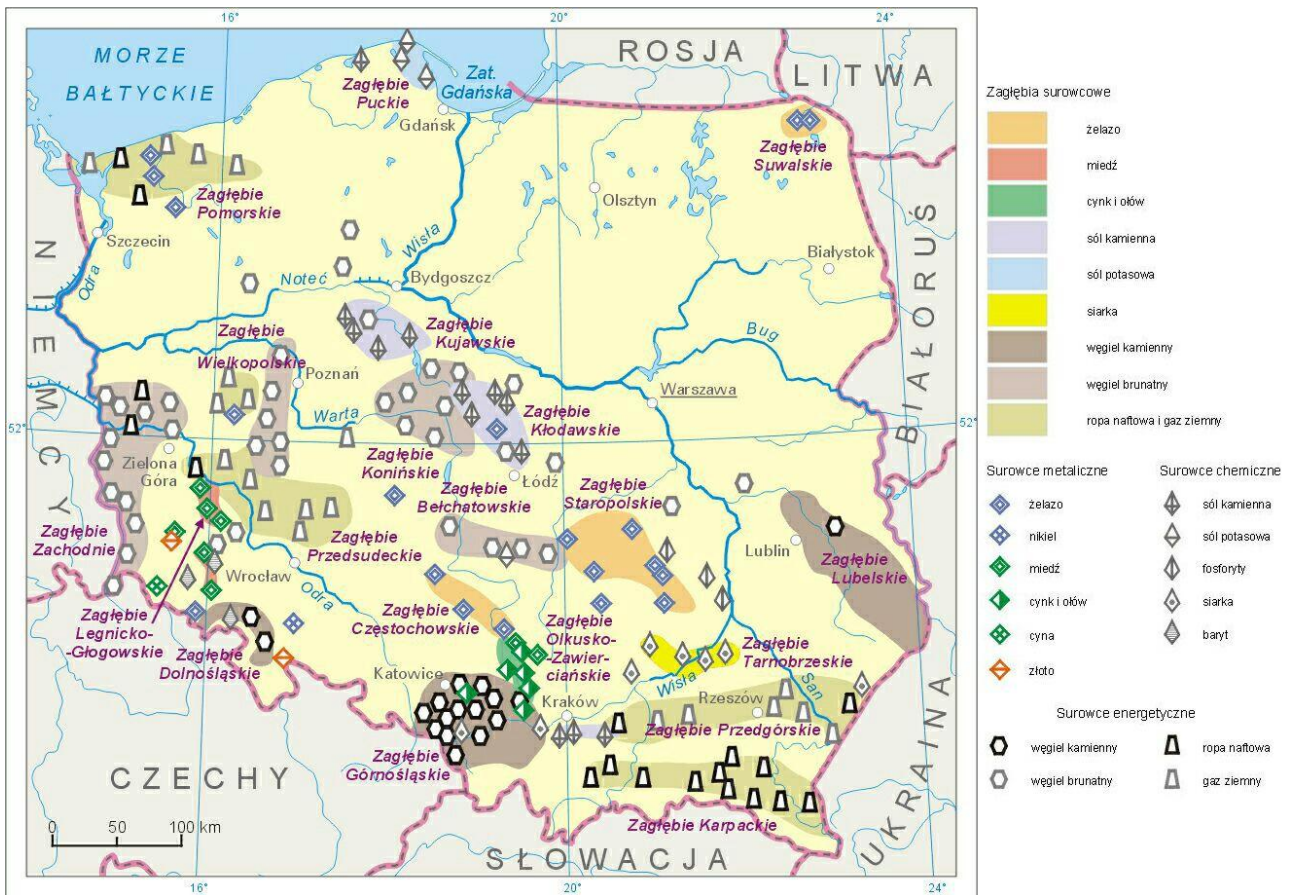 16°
20°
24°
MORZE
BAŁTYCKIE
ROSJA
LITWA
Zat.
Gdańska
Zagłębie
Puckie
Gdańsk
Zagłębie
Suwalskie
Olsztyn
Zagłębie
Pomorskie
Szczecin
Odra
Wisła
Noteć
Bydgoszcz
Białystok
BIAŁORUŚ
NIEMCY
Zagłębie
Kujawskie
Bug
Zagłębie
Wielkopolskie
Poznań
Warta
Warszawa
52°
52°
Zagłębie
Kłodawskie
Zagłębie
Konińskie
Zielona
Góra
Łódź
Zagłębie
Bełchatowskie
Zagłębie
Staropolskie
Zagłębie
Zachodnie
Zagłębie
Przedsudeckie
Lublin
Zagłębie
Lubelskie
Wrocław
Odra
Zagłębie
Legnicko-
-Głogowskie
Zagłębie
Dolnośląskie
Zagłębie
Częstochowskie
Zagłębie
Olkusko-
-Zawier-
ciańskie
Zagłębie
Tarnobrzeskie
Katowice
Kraków
Wisła
Rzeszów
San
Zagłębie Przedgórskie
Zagłębie
Górnośląskie
Zagłębie Karpackie
CZECHY
SŁOWACJA
UKRAINA
0 50 100 km
16°
20°
24°
Zagłębia surowcowe
żelazo
miedź
cynk i ołów
sól kamienna
sól potasowa
siarka
węgiel kamienny
węgiel brunatny
ropa naftowa i gaz ziemny
Surowce metaliczne
żelazo
nikiel
miedź
cynk i ołów
cyna
złoto
Surowce chemiczne
sól kamienna
sól potasowa
fosforyty
siarka
baryt
Surowce energetyczne
węgiel kamienny
węgiel brunatny
ropa naftowa
gaz ziemny